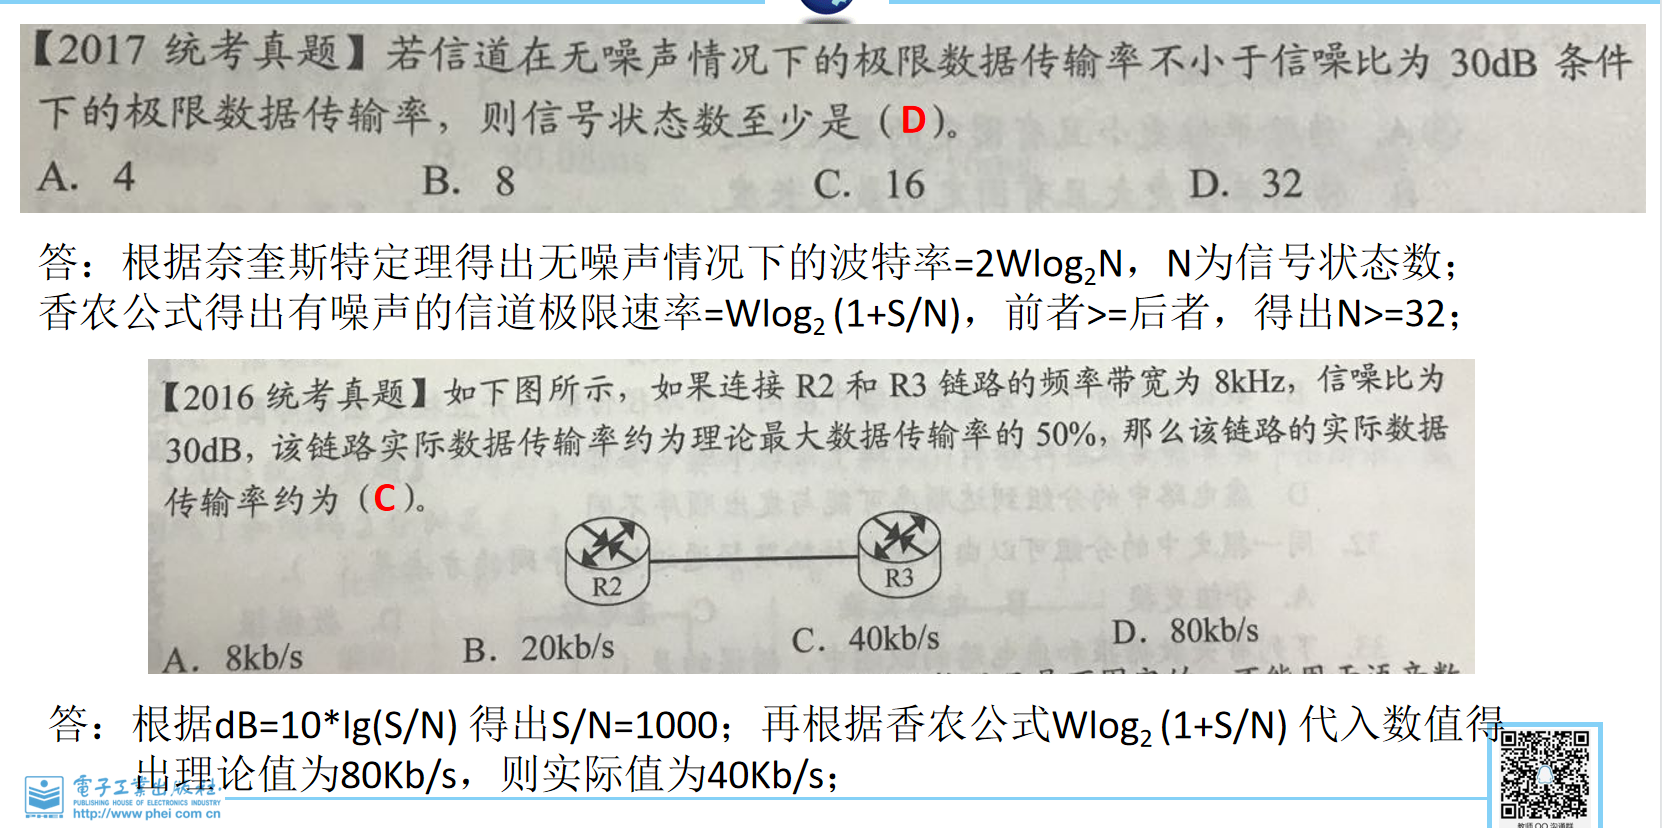 【2017 统考真题】若信道在无噪声情况下的极限数据传输率不小于信噪比为 30dB 条件
下的极限数据传输率，则信号状态数至少是（D）。
A. 4 B. 8 C. 16 D. 32
答：根据奈奎斯特定理得出无噪声情况下的波特率=2Wlog₂N，N为信号状态数；
香农公式得出有噪声的信道极限速率=Wlog₂ (1+S/N)，前者>=后者，得出N>=32；
【2016 统考真题】如下图所示，如果连接 R2 和 R3 链路的频率带宽为 8kHz，信噪比为
30dB，该链路实际数据传输率约为理论最大数据传输率的 50%，那么该链路的实际数据
传输率约为（C）。
R2 R3
A. 8kb/s B. 20kb/s C. 40kb/s D. 80kb/s
答：根据dB=10*lg(S/N) 得出S/N=1000；再根据香农公式Wlog₂ (1+S/N) 代入数值得
出理论值为80Kb/s，则实际值为40Kb/s；
電子工業出版社.
PUBLISHING HOUSE OF ELECTRONICS INDUSTRY
http://www phei com cn